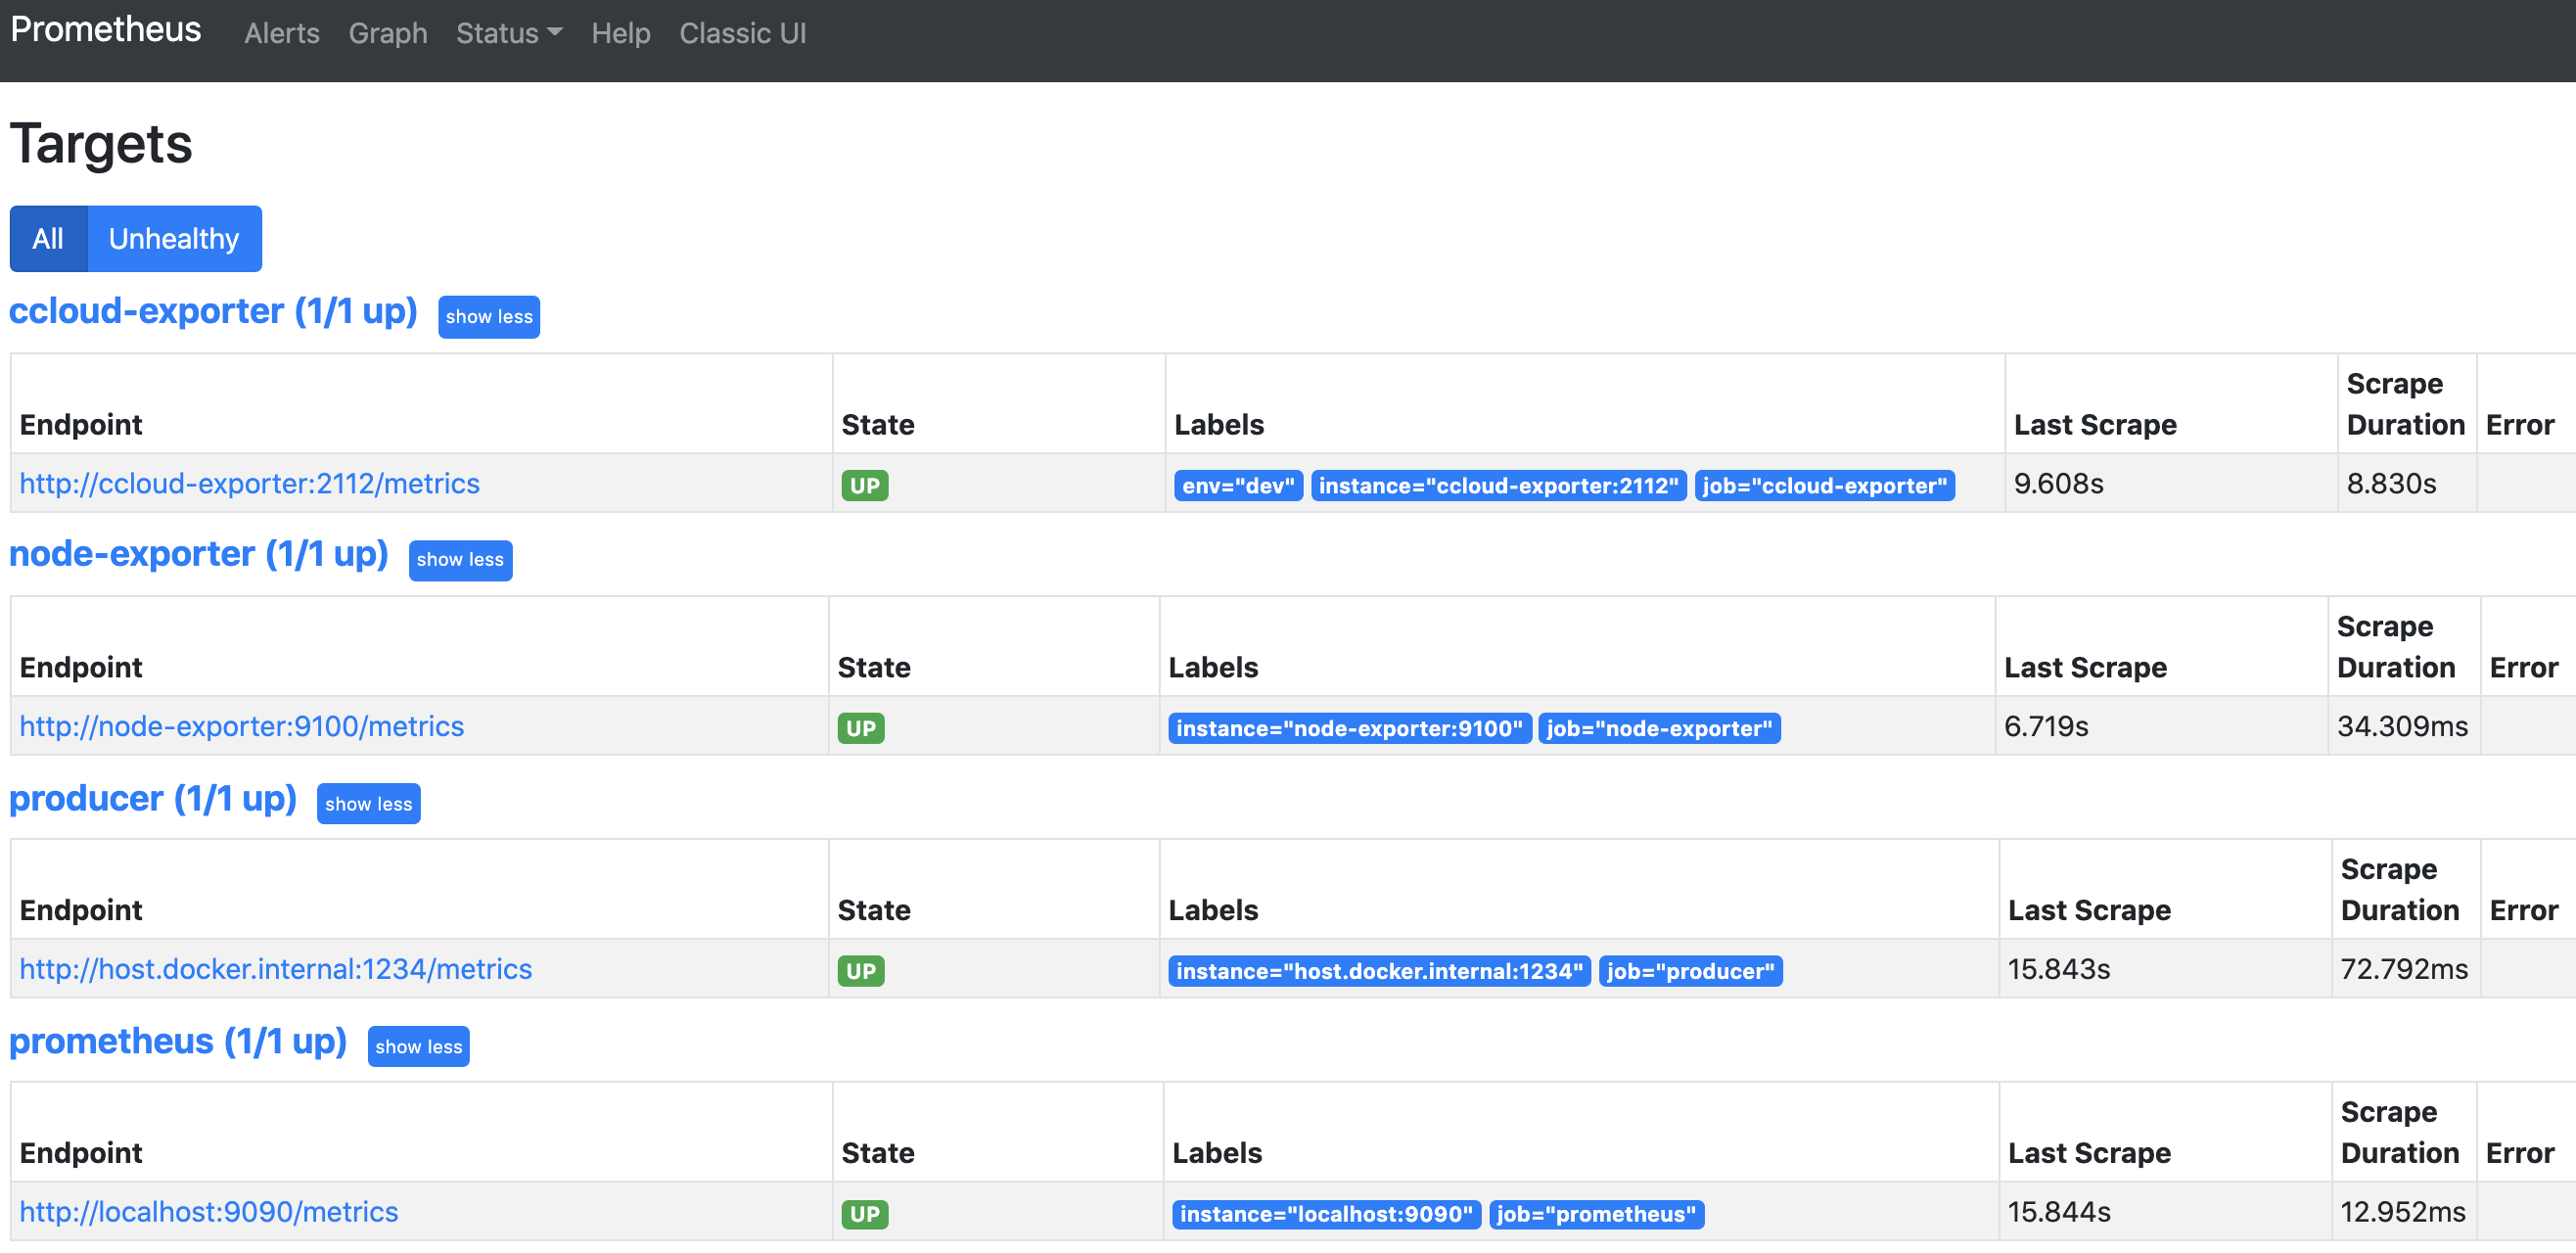 Prometheus Alerts Graph Status Help Classic UI
Targets
All Unhealthy
ccloud-exporter (1/1 up) show less
Endpoint State Labels Last Scrape Scrape Duration Error
http://ccloud-exporter:2112/metrics UP env="dev" instance="ccloud-exporter:2112" job="ccloud-exporter" 9.608s 8.830s
node-exporter (1/1 up) show less
Endpoint State Labels Last Scrape Scrape Duration Error
http://node-exporter:9100/metrics UP instance="node-exporter:9100" job="node-exporter" 6.719s 34.309ms
producer (1/1 up) show less
Endpoint State Labels Last Scrape Scrape Duration Error
http://host.docker.internal:1234/metrics UP instance="host.docker.internal:1234" job="producer" 15.843s 72.792ms
prometheus (1/1 up) show less
Endpoint State Labels Last Scrape Scrape Duration Error
http://localhost:9090/metrics UP instance="localhost:9090" job="prometheus" 15.844s 12.952ms